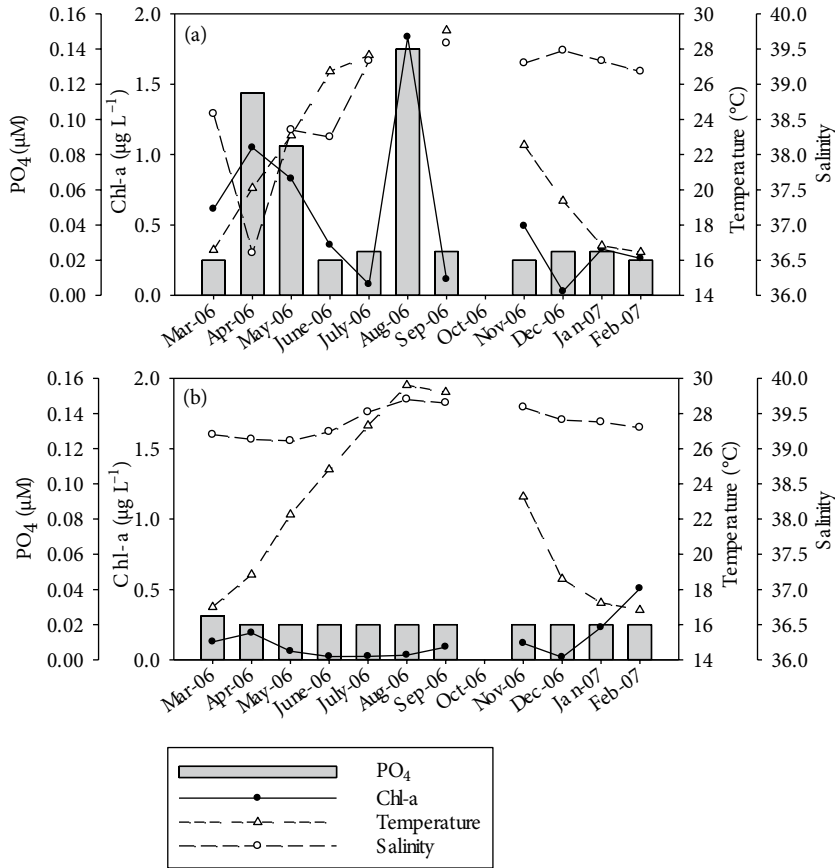 (a)
PO4 (µM)
0.16
0.14
0.12
0.10
0.08
0.06
0.04
0.02
0.00
Chl-a (µg L−1)
2.0
1.5
1.0
0.5
0.0
30
28
26
24
22
20
18
16
14
Temperature (°C)
40.0
39.5
39.0
38.5
38.0
37.5
37.0
36.5
36.0
Salinity
Mar-06
Apr-06
May-06
June-06
July-06
Aug-06
Sep-06
Oct-06
Nov-06
Dec-06
Jan-07
Feb-07
(b)
PO4 (µM)
0.16
0.14
0.12
0.10
0.08
0.06
0.04
0.02
0.00
Chl-a (µg L−1)
2.0
1.5
1.0
0.5
0.0
30
28
26
24
22
28
18
16
14
Temperature (°C)
40.0
39.5
39.0
38.5
38.0
37.5
37.0
36.5
36.0
Salinity
Mar-06
Apr-06
May-06
June-06
July-06
Aug-06
Sep-06
Oct-06
Nov-06
Dec-06
Jan-07
Feb-07
PO4
Chl-a
Temperature
Salinity